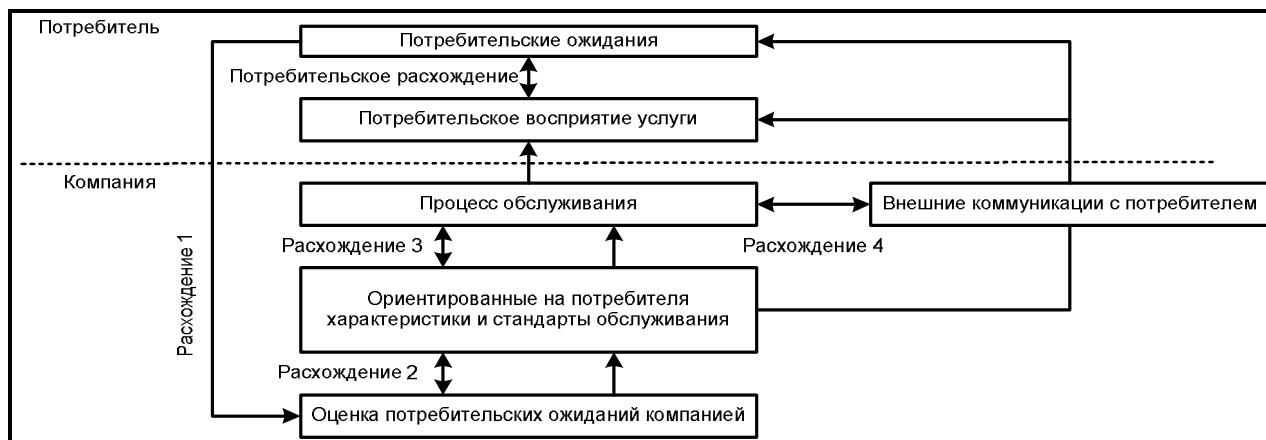 Потребитель
Потребительские ожидания
Потребительское расхождение
Потребительское восприятие услуги
Компания
Процесс обслуживания
Внешние коммуникации с потребителем
Расхождение 3
Расхождение 4
Расхождение 1
Ориентированные на потребителя
характеристики и стандарты обслуживания
Расхождение 2
Оценка потребительских ожиданий компанией